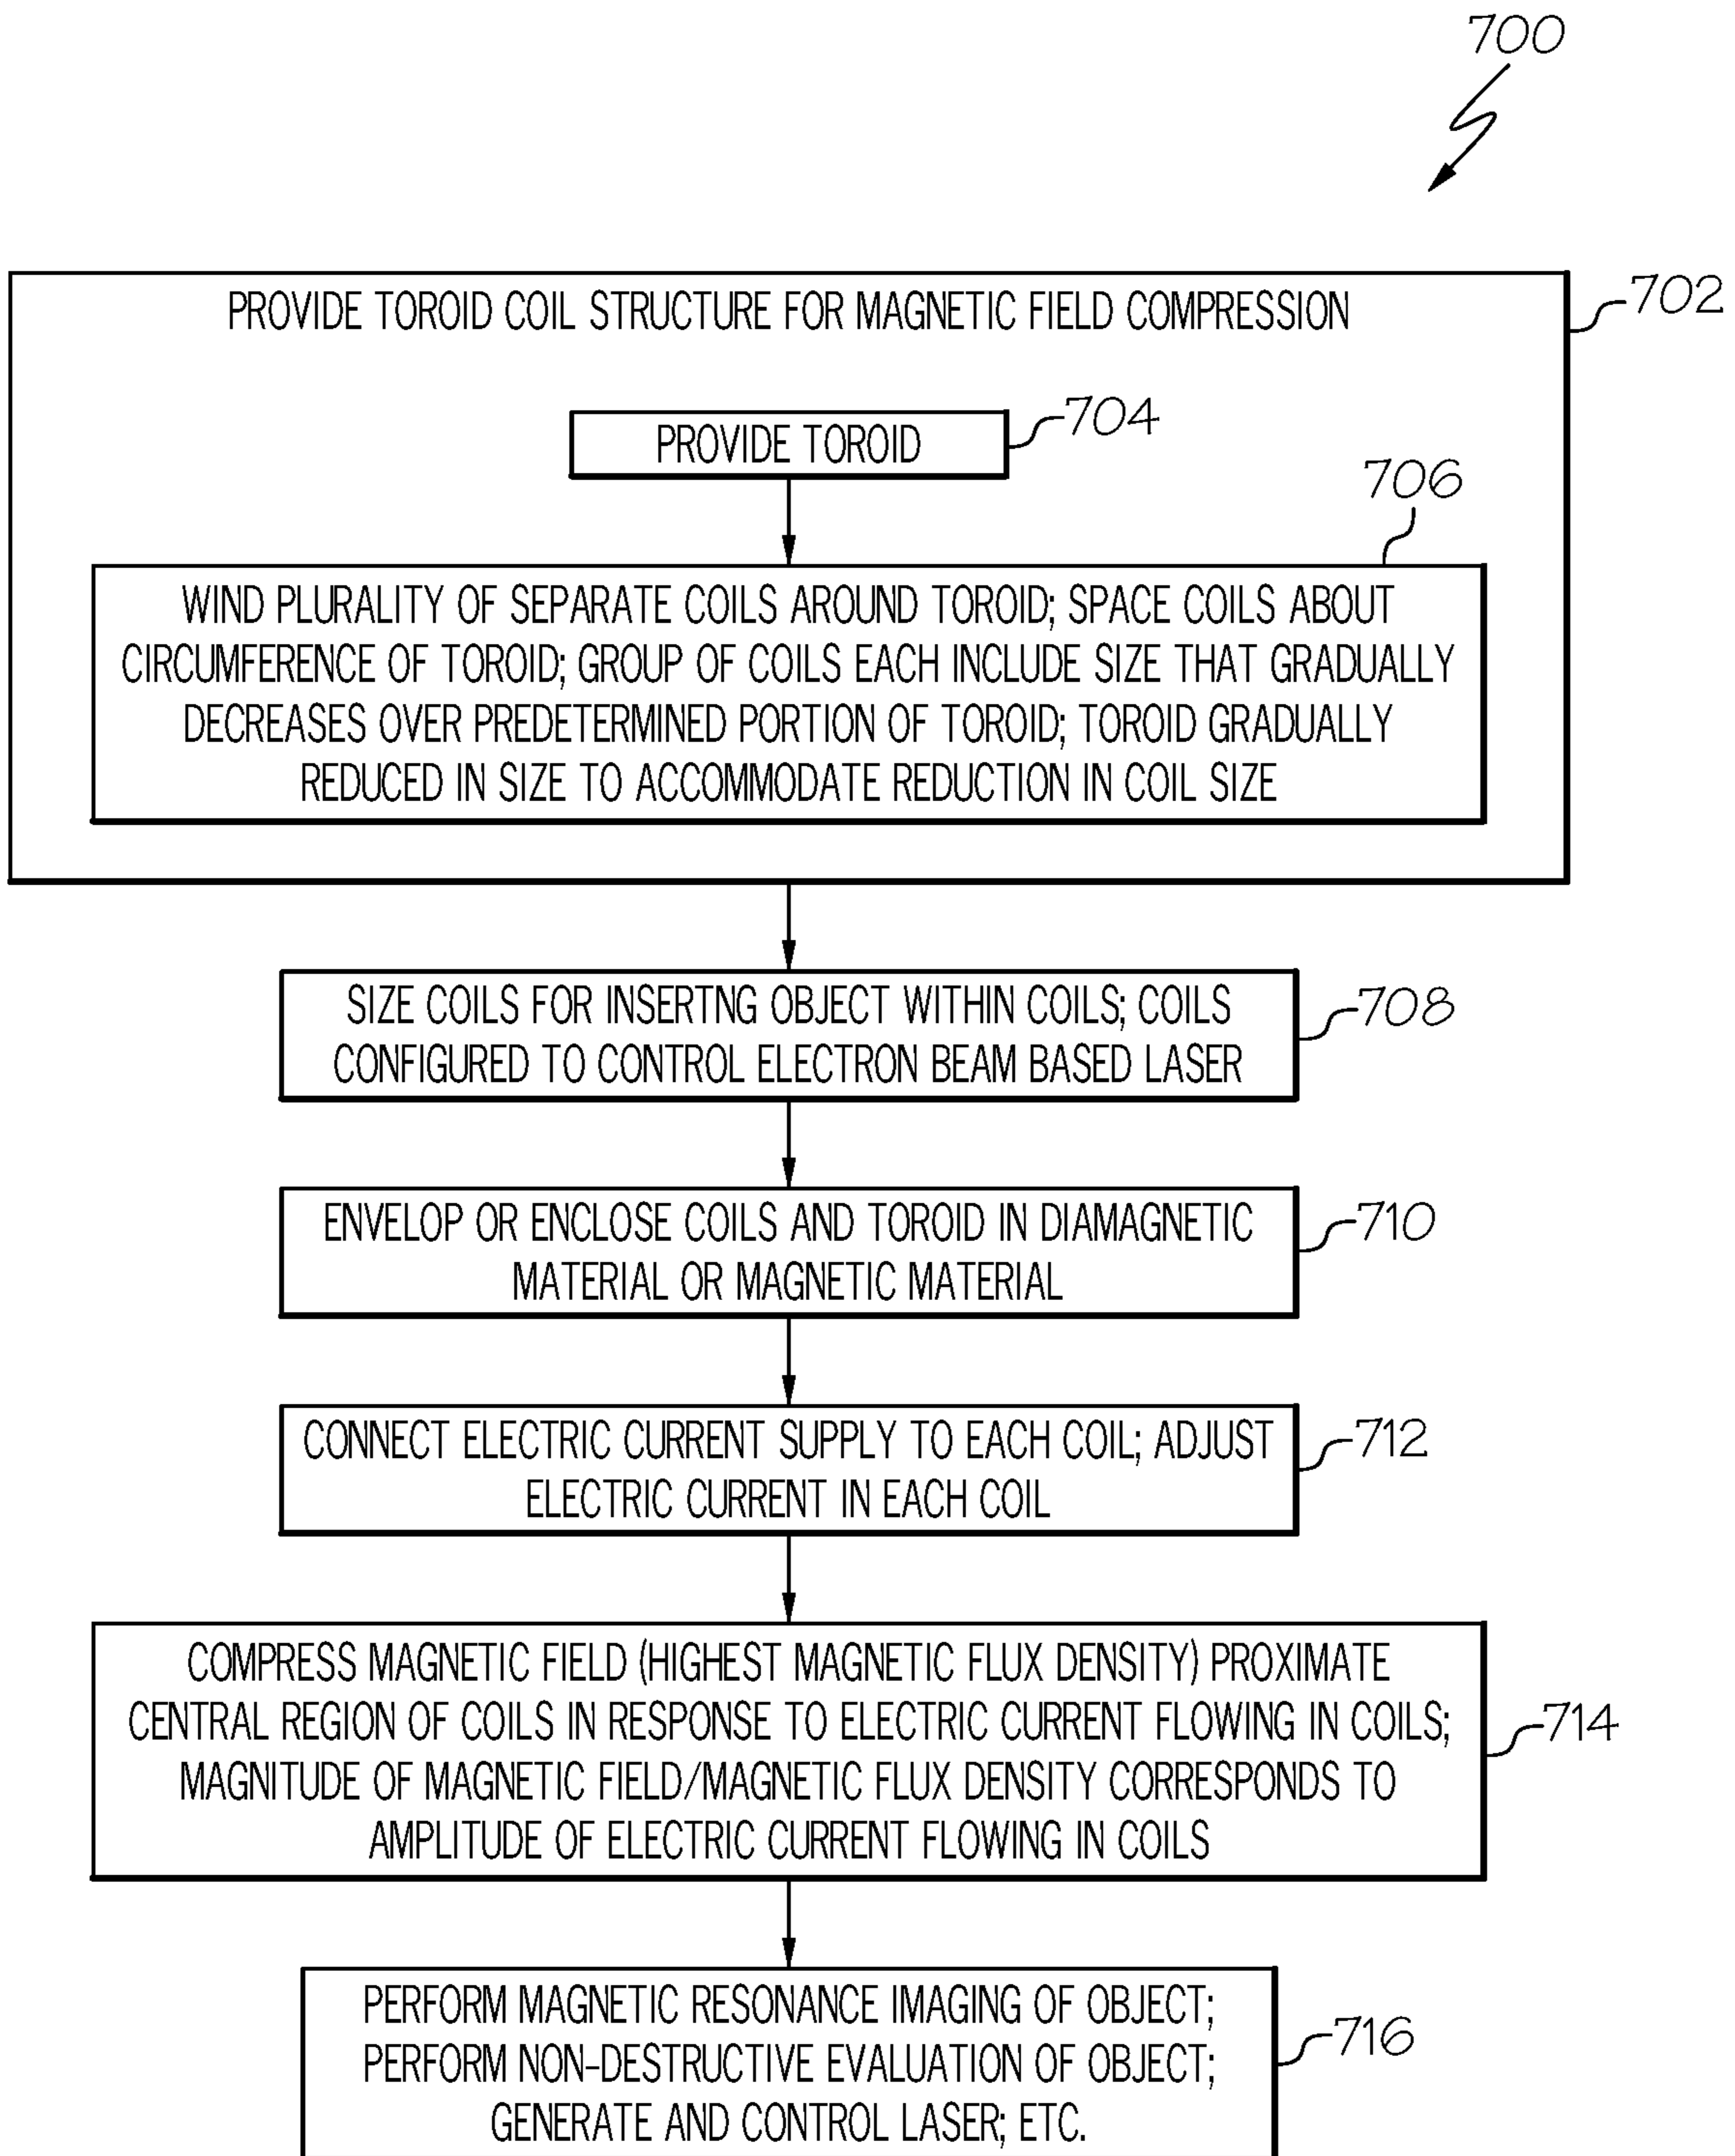 700
PROVIDE TOROID COIL STRUCTURE FOR MAGNETIC FIELD COMPRESSION
702
PROVIDE TOROID
704
706
WIND PLURALITY OF SEPARATE COILS AROUND TOROID; SPACE COILS ABOUT
CIRCUMFERENCE OF TOROID; GROUP OF COILS EACH INCLUDE SIZE THAT GRADUALLY
DECREASES OVER PREDETERMINED PORTION OF TOROID; TOROID GRADUALLY
REDUCED IN SIZE TO ACCOMMODATE REDUCTION IN COIL SIZE
SIZE COILS FOR INSERTNG OBJECT WITHIN COILS; COILS
CONFIGURED TO CONTROL ELECTRON BEAM BASED LASER
708
ENVELOP OR ENCLOSE COILS AND TOROID IN DIAMAGNETIC
MATERIAL OR MAGNETIC MATERIAL
710
CONNECT ELECTRIC CURRENT SUPPLY TO EACH COIL; ADJUST
ELECTRIC CURRENT IN EACH COIL
712
COMPRESS MAGNETIC FIELD (HIGHEST MAGNETIC FLUX DENSITY) PROXIMATE
CENTRAL REGION OF COILS IN RESPONSE TO ELECTRIC CURRENT FLOWING IN COILS;
MAGNITUDE OF MAGNETIC FIELD/MAGNETIC FLUX DENSITY CORRESPONDS TO
AMPLITUDE OF ELECTRIC CURRENT FLOWING IN COILS
714
PERFORM MAGNETIC RESONANCE IMAGING OF OBJECT;
PERFORM NON-DESTRUCTIVE EVALUATION OF OBJECT;
GENERATE AND CONTROL LASER; ETC.
716